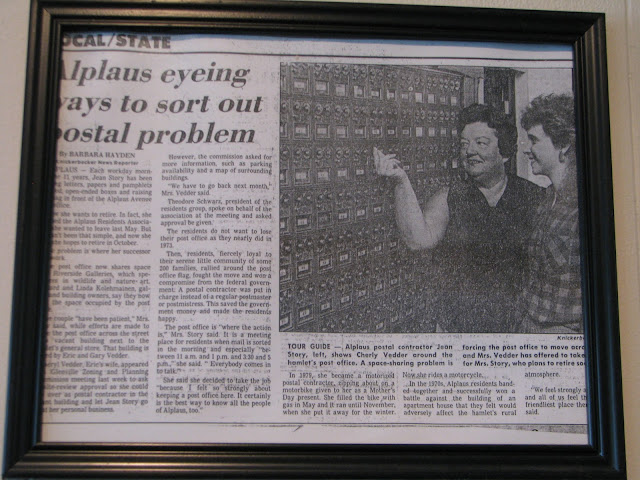 OCAL/STATE
Alplaus eyeing
ways to sort out
postal problem
By BARBARA HAYDEN
Knickerbocker News Reporter
PLAUS — Each workday morn-
11 years, Jean Story has been
letters, papers and pamphlets
open-ended boxes and raising
in front of the Alplaus Avenue
office.
she wants to retire. In fact, she
the Alplaus Residents Associa-
wanted to leave last May. But
been that simple, and now she
hopes to retire in October.
problem is where her successor
work.
post office now shares space
Riverside Galleries, which spe-
in wildlife and nature art.
and Linda Koletruainen, gal-
and building owners, say they
the space occupied by the post
couple "have been patient," Mrs.
said, while efforts are made to
the post office across the street
vacant building next to the
general store. That building is
by Eric and Gary Vedder.
Vedder, Eric's wife, appeared
Glenville Zoning and Planning
Commission meeting last week to ask
site-review approval so she could
over as postal contractor in the
building and let Jean Story go
her personal business.
However, the commission asked for
more information, such as parking
availability and a map of surrounding
buildings.
"We have to go back next month,"
Mrs. Vedder said.
Theodore Schwarz, president of the
residents group, spoke on behalf of the
association at the meeting and asked
approval be given.
The residents do not want to lose
their post office as they nearly did in
1973.
Then, residents, fiercely loyal to
their serene little community of some
200 families, rallied around the post
office flag, fought the move and won a
compromise from the federal govern-
ment. A postal contractor was put in
charge instead of a regular postmaster
or postmistress. This saved the govern-
ment money and made the residents
happy.
The post office is "where the action
is," Mrs. Story said. It is a meeting
place for residents when mail is sorted
in the morning and especially "be-
tween 11 a.m. and 1 p.m. and 3:30 and 5
p.m.," she said. "Everybody comes in
to talk."
She said she decided to take the job
because "I felt so strongly about
keeping a post office here. It certainly
is the best way to know all the people
of Alplaus, too."
Knickerbo
TOUR GUIDE — Alplaus postal contractor Jean
Story, left, shows Cheryl Vedder around the
hamlet's post office. A space-sharing problem is
forcing the post office to move acro
and Mrs. Vedder has offered to take
for Mrs. Story, who plans to retire soo
In 1979, she became a motorized
postal contractor, hopping about on a
motorbike given to her as a Mother's
Day present. She filled the bike with
gas in May and it ran until November,
when she put it away for the winter.
Now she rides a motorcycle.
In the 1970s, Alplaus residents band-
ed together and successfully won a
battle against the building of an
apartment house that they felt would
adversely affect the hamlet's rural
atmosphere.
"We feel strongly a
and all of us feel th
friendliest place the
said.